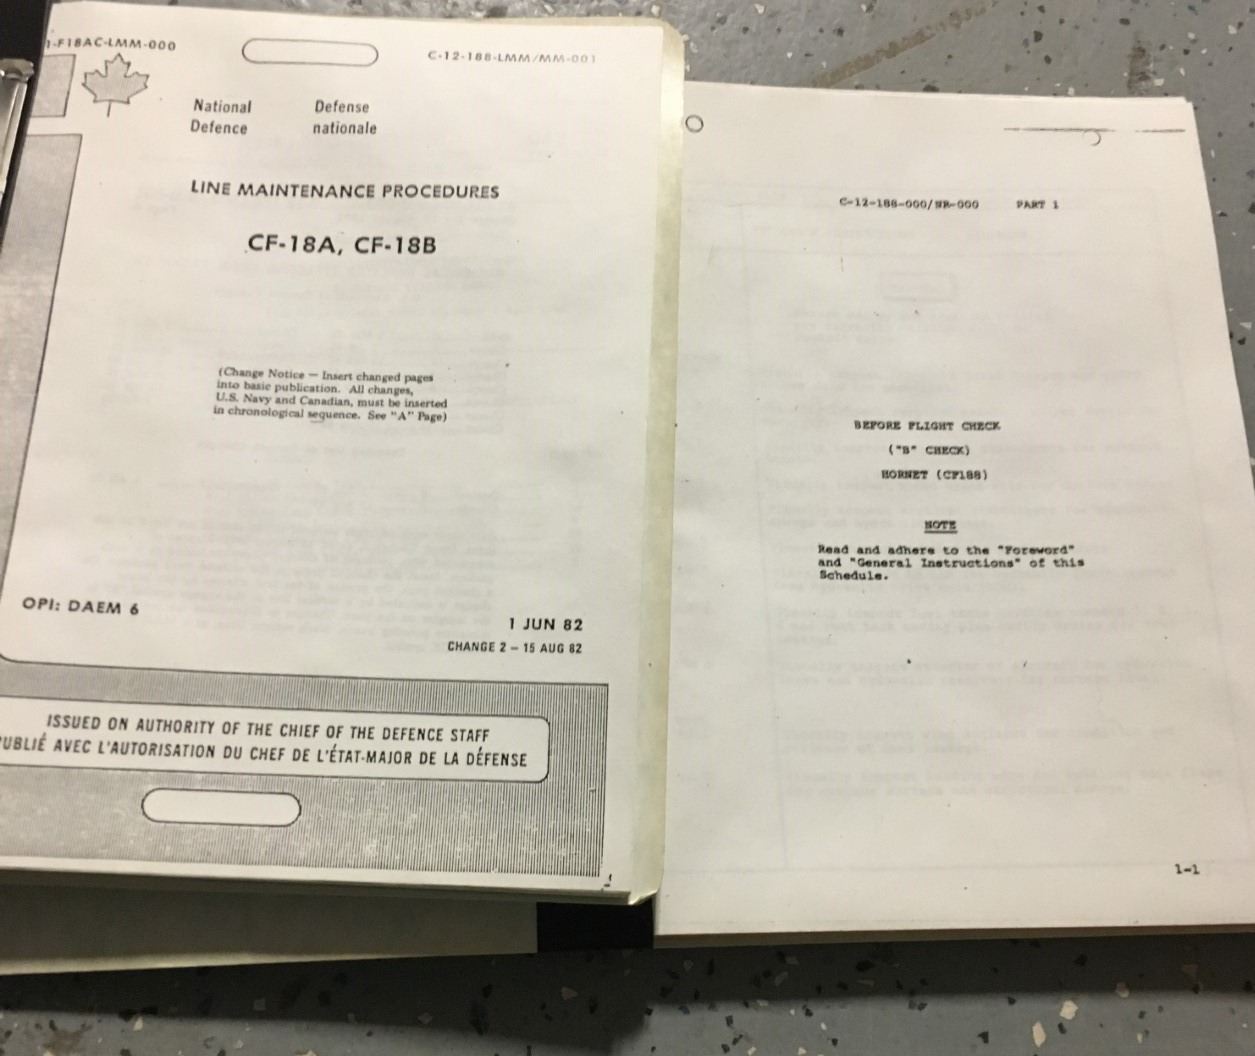 1-F18AC-LMM-000
C-12-188-LMM/MM-001
National
Defence
Defense
nationale
LINE MAINTENANCE PROCEDURES
CF-18A, CF-18B
(Change Notice — Insert changed pages
into basic publication. All changes,
U.S. Navy and Canadian, must be inserted
in chronological sequence. See "A" Page)
OPI: DAEM 6
1 JUN 82
CHANGE 2 – 15 AUG 82
ISSUED ON AUTHORITY OF THE CHIEF OF THE DEFENCE STAFF
PUBLIÉ AVEC L'AUTORISATION DU CHEF DE L'ÉTAT-MAJOR DE LA DÉFENSE
C-12-188-000/NR-000 PART 1
BEFORE FLIGHT CHECK
("B" CHECK)
HORNET (CF188)
NOTE
Read and adhere to the "Foreword"
and "General Instructions" of this
Schedule.
1-1